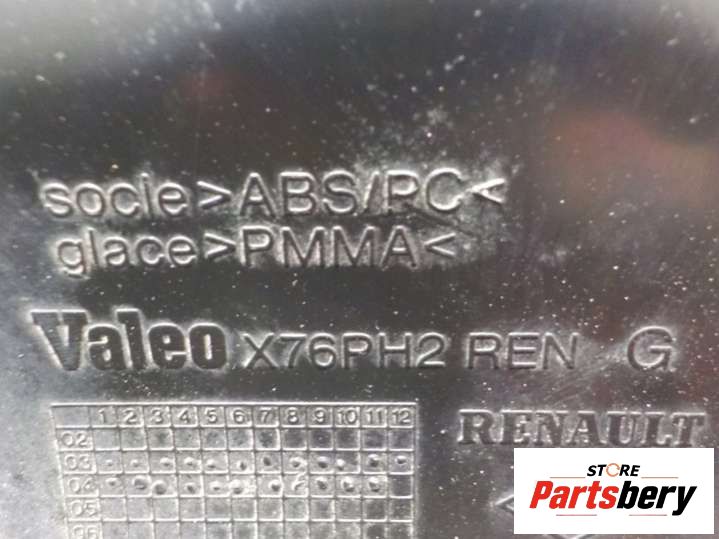 socle>ABS/PC<
glace>PMMA<
Valeo X76PH2 REN G
1 2 3 4 5 6 7 8 9 10 11 12
RENAULT
02
03
04
05
06
STORE
Partsbery